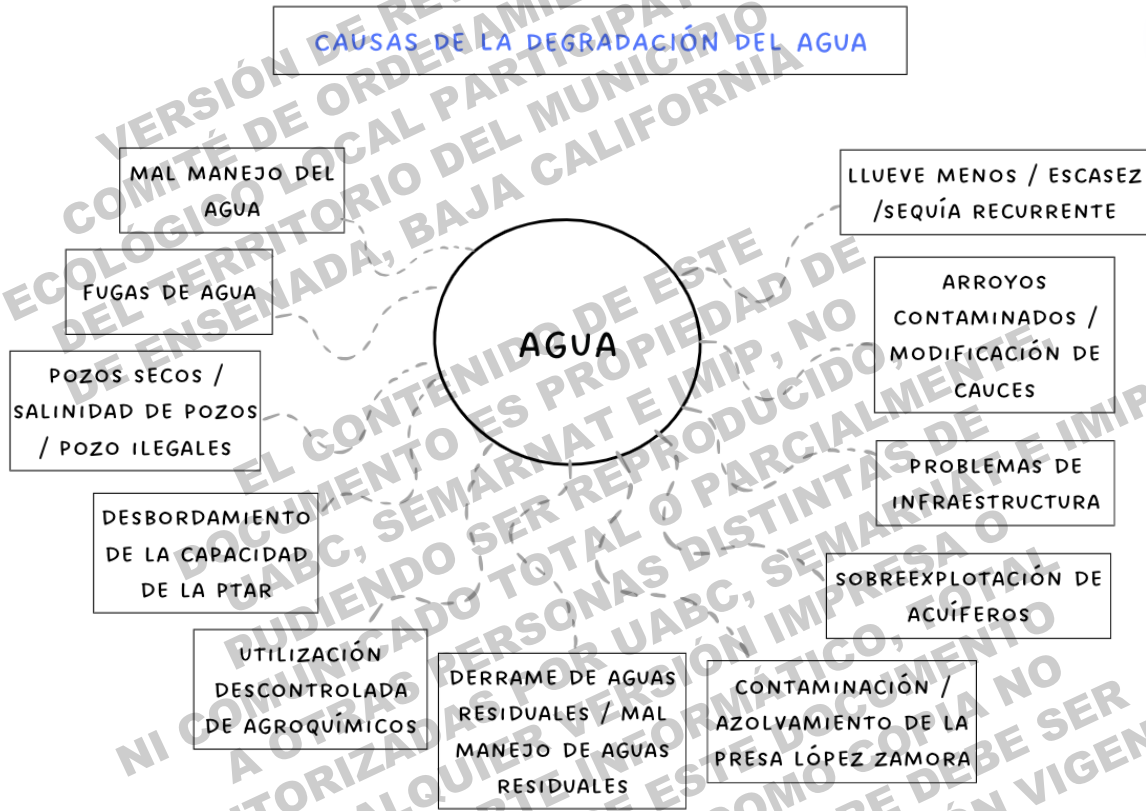 CAUSAS DE LA DEGRADACIÓN DEL AGUA
MAL MANEJO DEL
AGUA
FUGAS DE AGUA
POZOS SECOS /
SALINIDAD DE POZOS
/ POZO ILEGALES
DESBORDAMIENTO
DE LA CAPACIDAD
DE LA PTAR
UTILIZACIÓN
DESCONTROLADA
DE AGROQUÍMICOS
DERRAME DE AGUAS
RESIDUALES / MAL
MANEJO DE AGUAS
RESIDUALES
CONTAMINACIÓN /
AZOLVAMIENTO DE LA
PRESA LÓPEZ ZAMORA
SOBREEXPLOTACIÓN DE
ACUÍFEROS
PROBLEMAS DE
INFRAESTRUCTURA
ARROYOS
CONTAMINADOS /
MODIFICACIÓN DE
CAUCES
LLUEVE MENOS / ESCASEZ
/SEQUÍA RECURRENTE
AGUA
VERSIÓN DE
COMITÉ DE
ECOLÓGICO LOCAL
DEL TERRITORIO DEL MUNICIPIO
DE ENSENADA, BAJA CALIFORNIA
EL CONTENIDO DE ESTE
DOCUMENTO ES PROPIEDAD DE
UABC, SEMARNAT E IMIP, NO
PUDIENDO SER REPRODUCIDO,
NI COMUNICADO TOTAL O PARCIALMENTE,
A OTRAS PERSONAS DISTINTAS DE
POR UABC, SEMARNAT E IMIP
VERSIÓN IMPRESA O
TOTAL
ESTE DOCUMENTO
COMO COPIA NO
DEBE SER